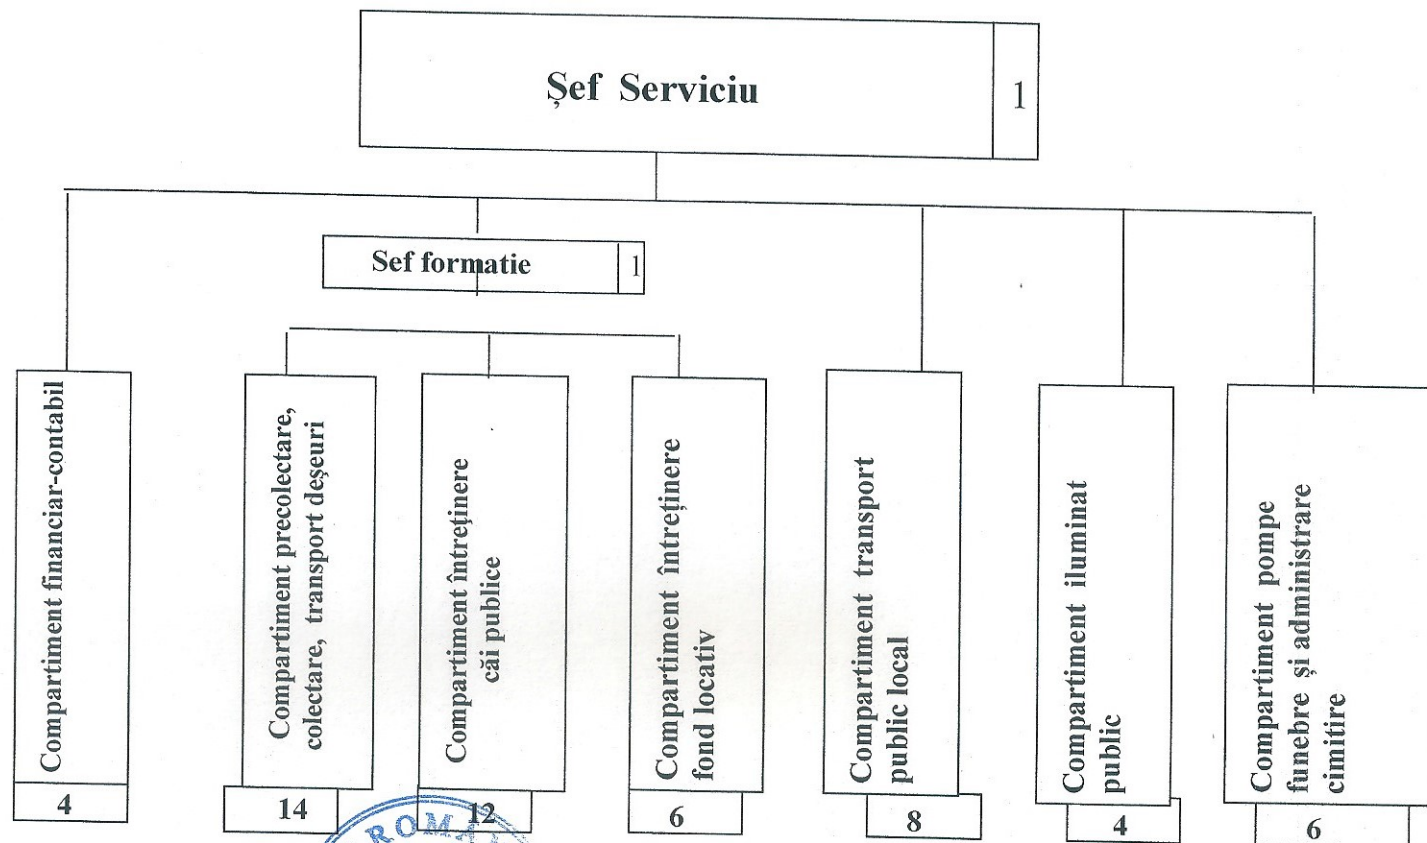 Șef Serviciu
1
Sef formatie
1
Compartiment financiar-contabil
4
Compartiment precolectare,
colectare, transport deșeuri
14
Compartiment întreținere
căi publice
12
Compartiment întreținere
fond locativ
6
Compartiment transport
public local
8
Compartiment iluminat
public
4
Compartiment pompe
funebre și administrare
cimitire
6
ROMÂ